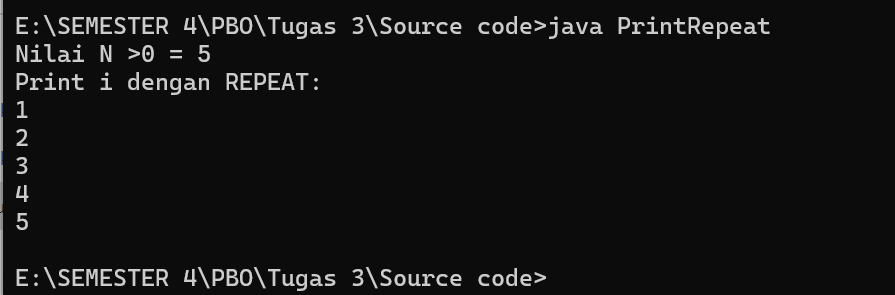 E:\SEMESTER 4\PBO\Tugas 3\Source code>java PrintRepeat
Nilai N >0 = 5
Print i dengan REPEAT:
1
2
3
4
5
E:\SEMESTER 4\PBO\Tugas 3\Source code>